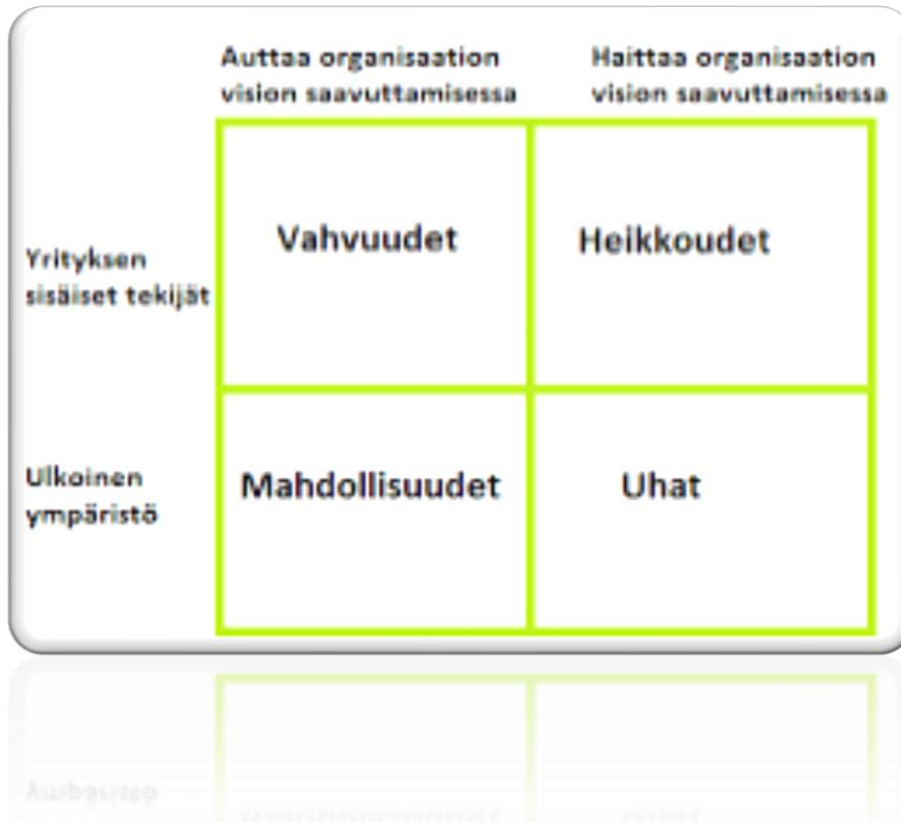 Auttaa organisaation
vision saavuttamisessa
Haittaa organisaation
vision saavuttamisessa
Yrityksen
sisäiset tekijät
Vahvuudet
Heikkoudet
Ulkoinen
ympäristö
Mahdollisuudet
Uhat